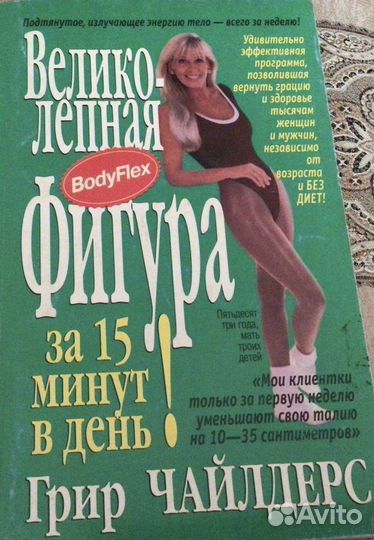 Подтянутое, излучающее энергию тело — всего за неделю!
Велико-
лепная
BodyFlex
Фигура
за 15
минут
в день!
Удивительно
эффективная
программа,
позволившая
вернуть грацию
и здоровье
тысячам
женщин
и мужчин,
независимо
от
возраста
и БЕЗ
ДИЕТ!
Пятьдесят
три года,
мать
троих
детей
«Мои клиентки
только за первую неделю
уменьшают свою талию
на 10—35 сантиметров»
Грир ЧАЙЛДЕРС
Avito